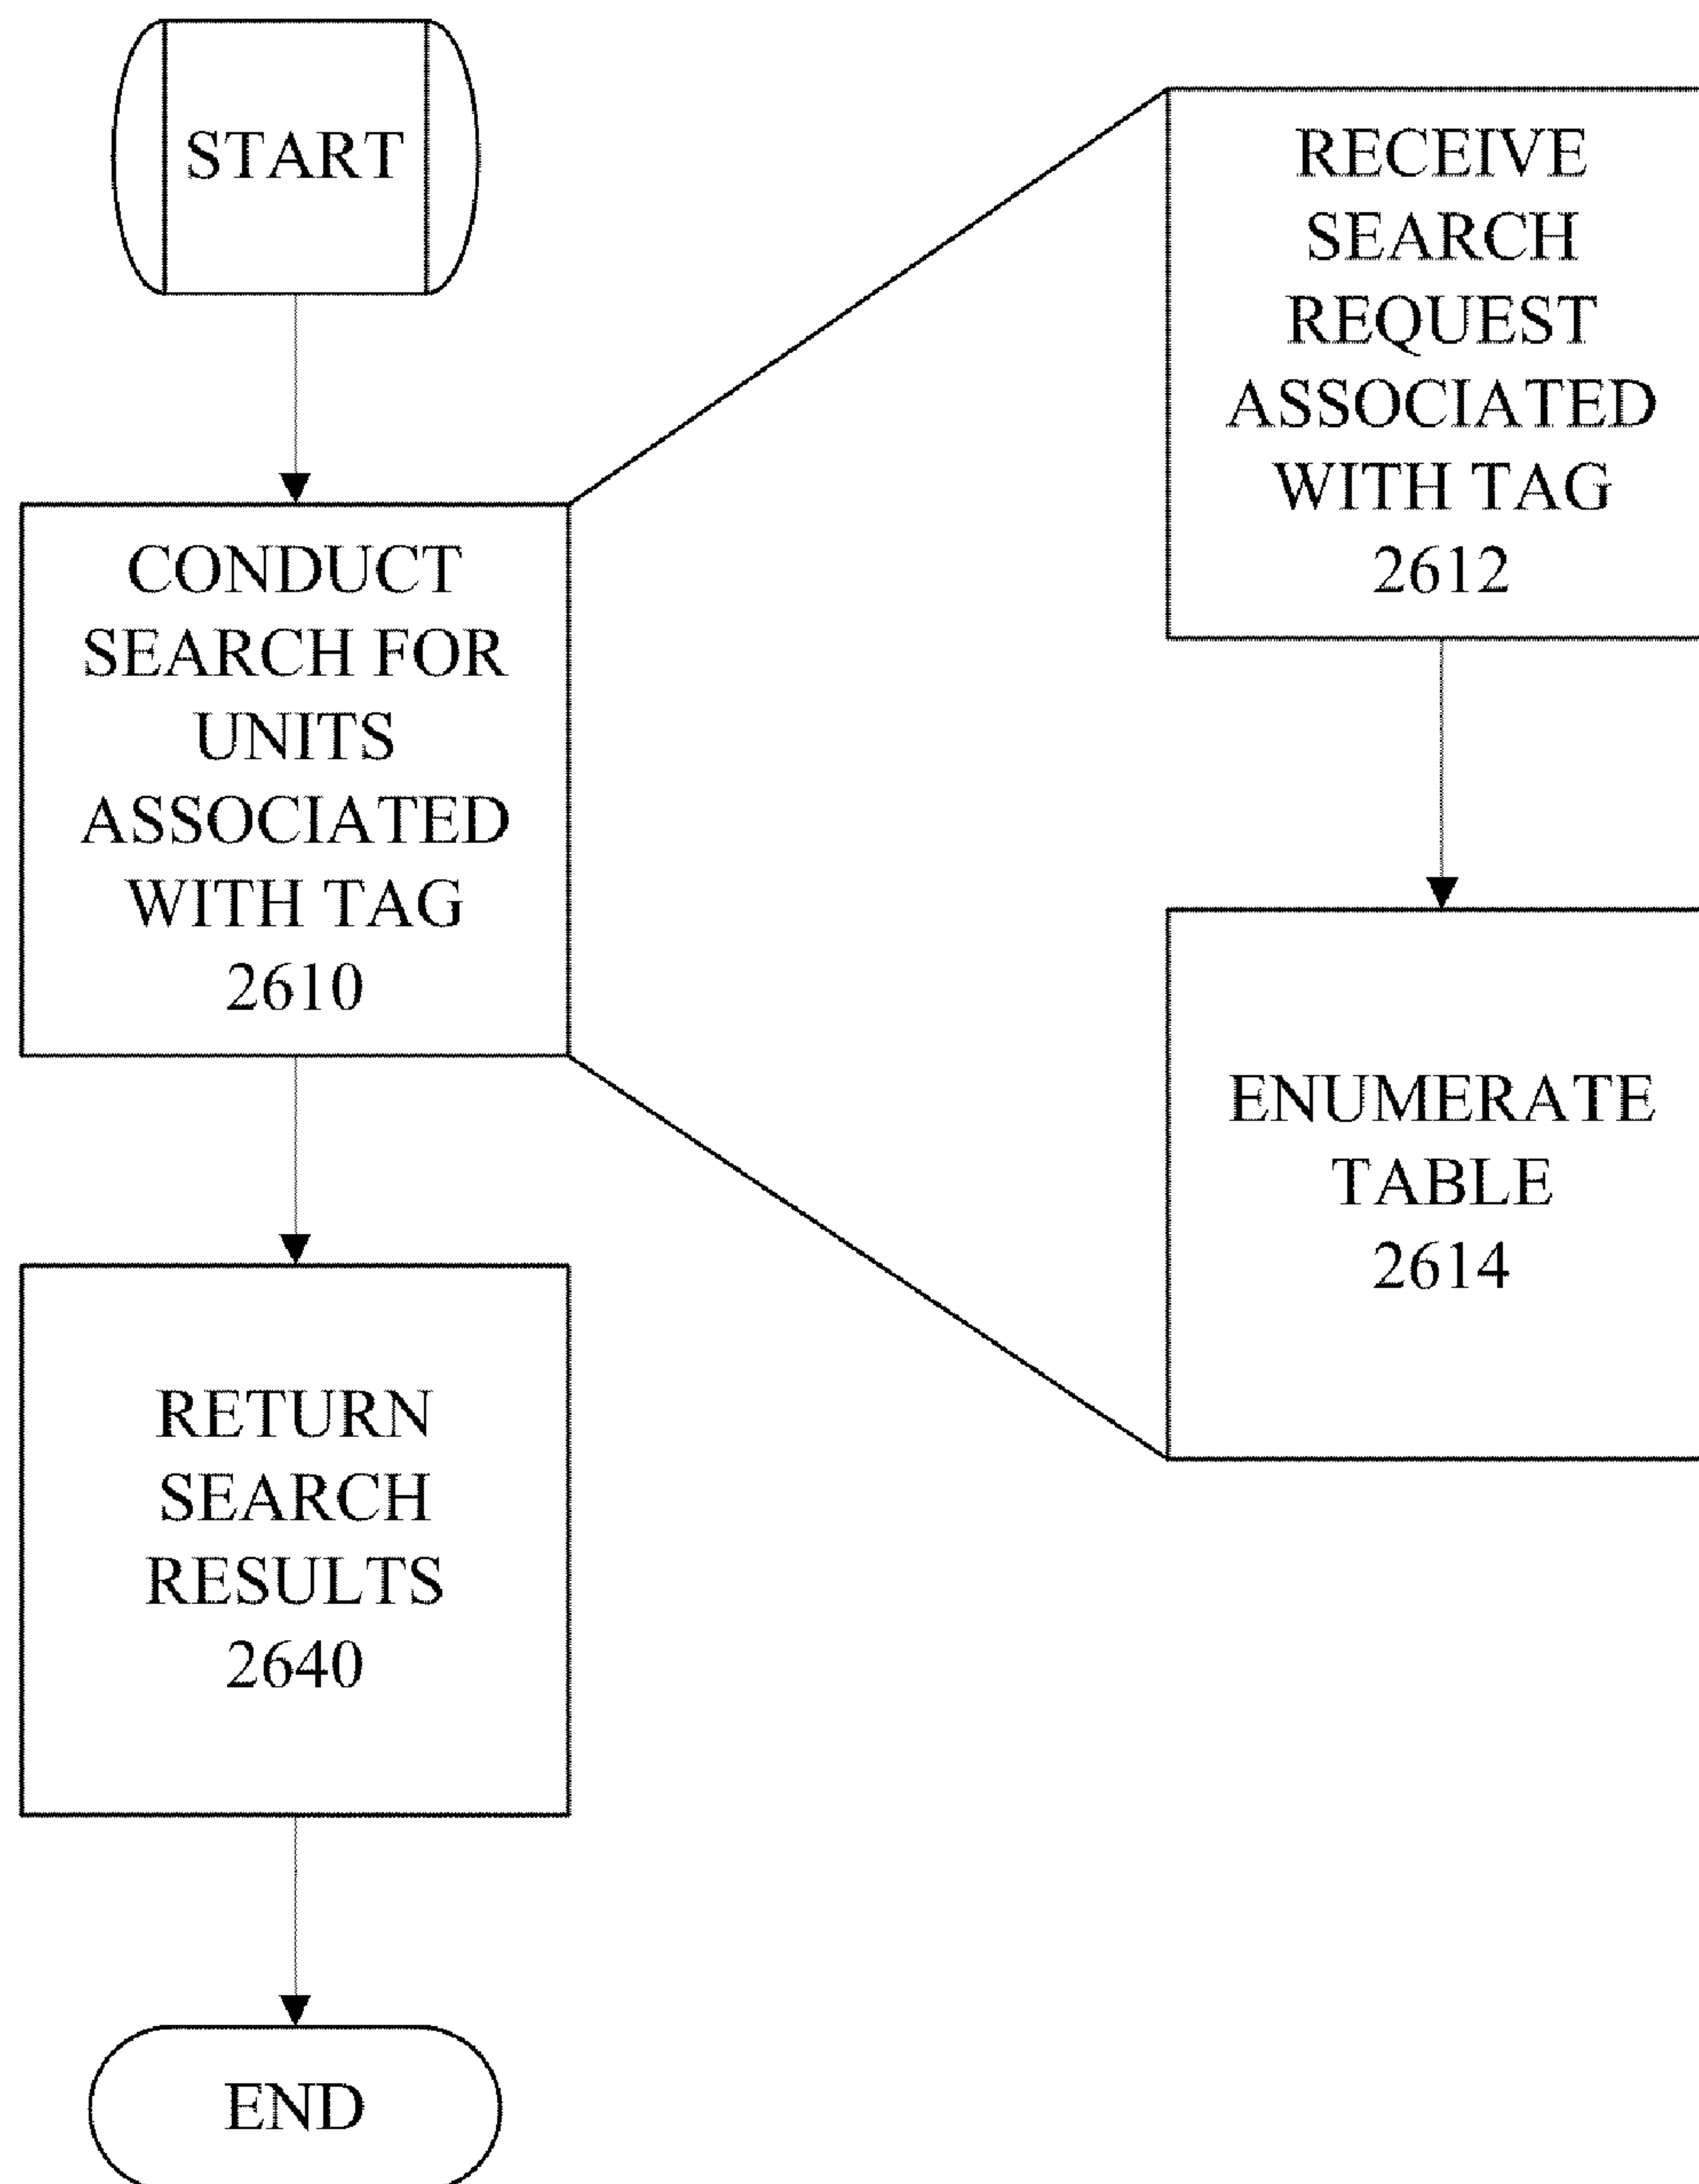 START
CONDUCT
SEARCH FOR
UNITS
ASSOCIATED
WITH TAG
2610
RETURN
SEARCH
RESULTS
2640
END
RECEIVE
SEARCH
REQUEST
ASSOCIATED
WITH TAG
2612
ENUMERATE
TABLE
2614